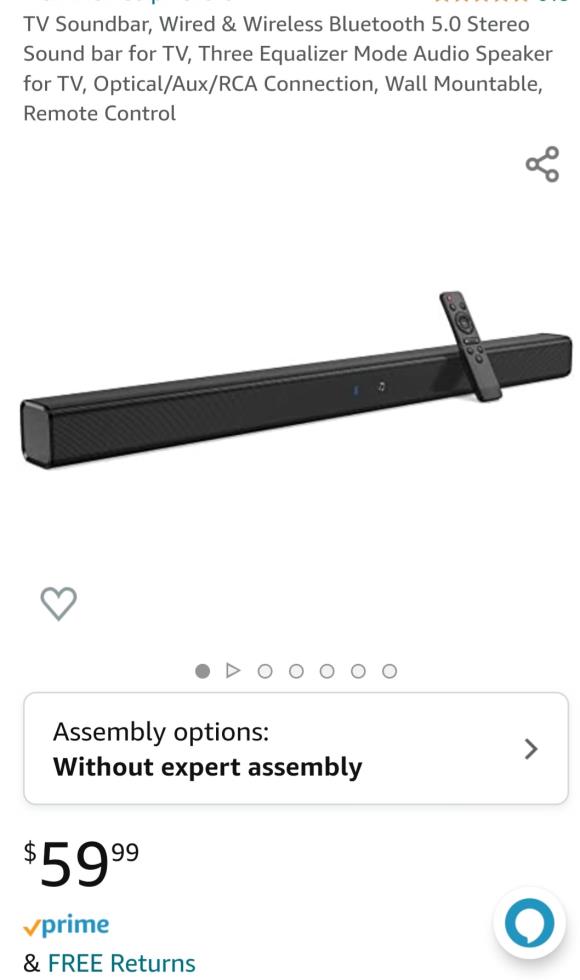 TV Soundbar, Wired & Wireless Bluetooth 5.0 Stereo
Sound bar for TV, Three Equalizer Mode Audio Speaker
for TV, Optical/Aux/RCA Connection, Wall Mountable,
Remote Control
Assembly options:
Without expert assembly
$59 99
prime
& FREE Returns